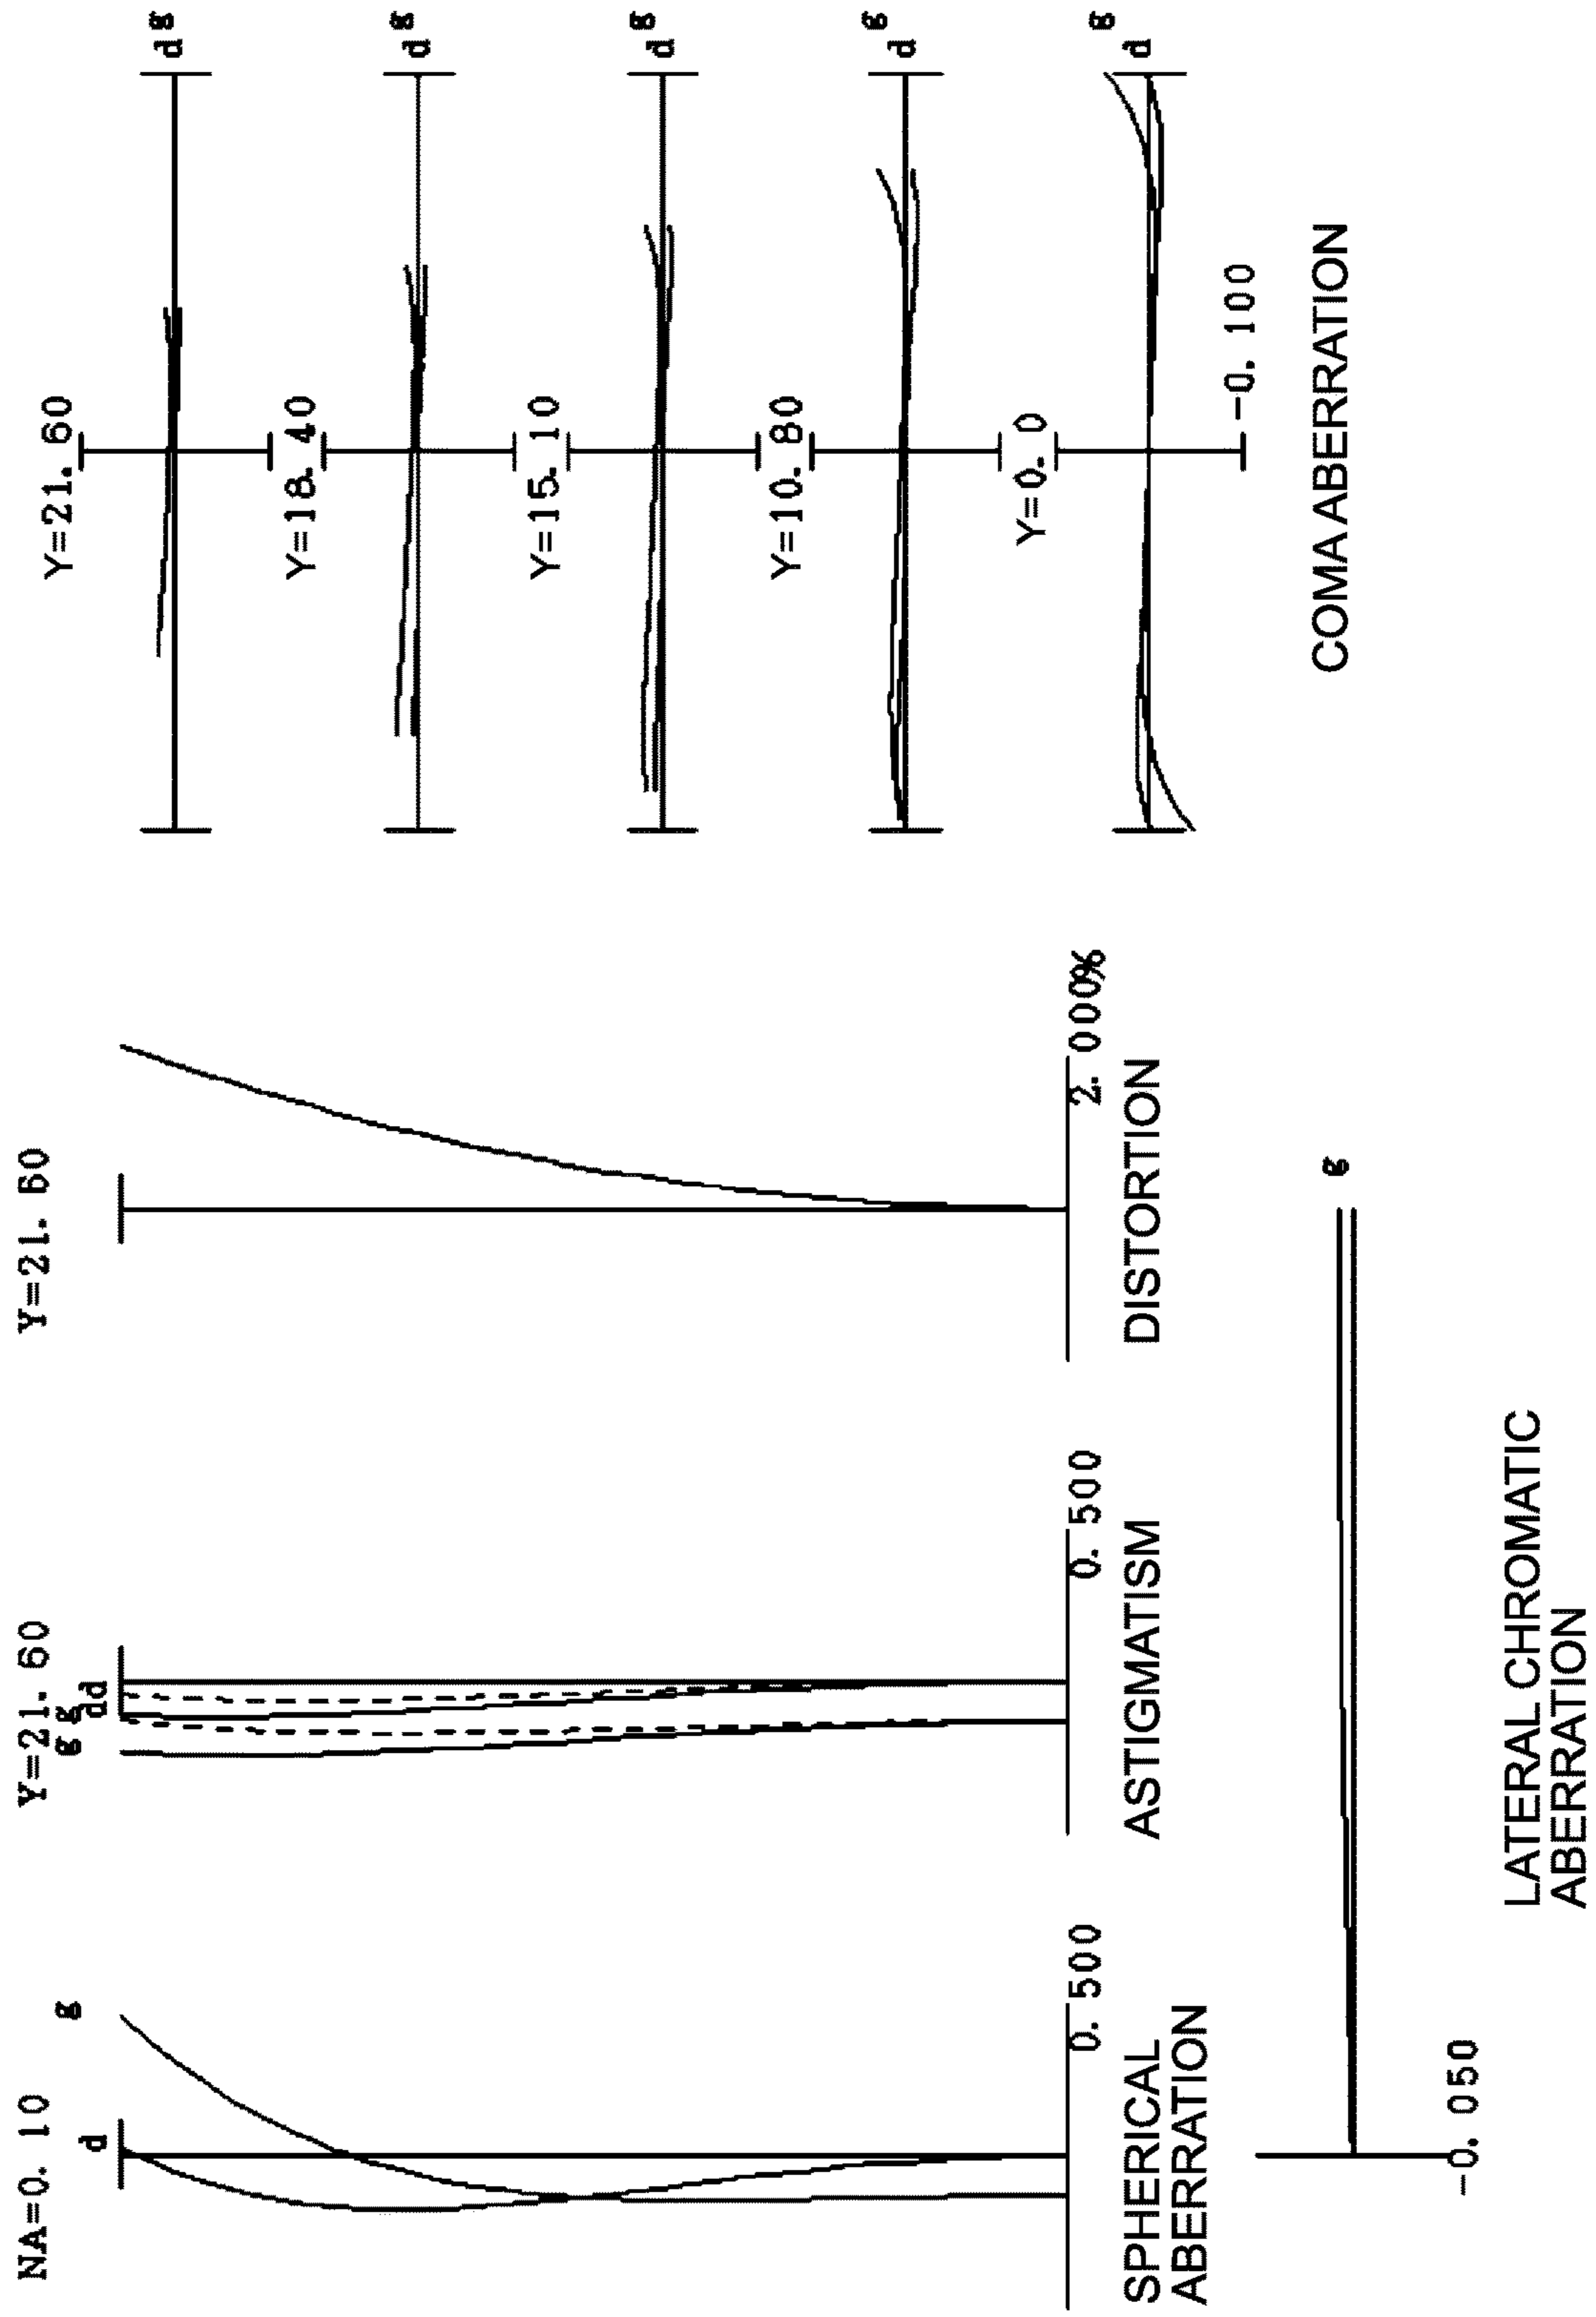 NA=0. 10
d
g
0. 500
SPHERICAL
ABERRATION
Y=21. 60
g g
dd
0. 500
ASTIGMATISM
Y=21. 60
2. 000%
DISTORTION
g
-0. 050
LATERAL CHROMATIC
ABERRATION
Y=21. 60
g
d
Y=18. 40
g
d
Y=15. 10
g
d
Y=10. 80
g
d
Y=0. 0
g
d
-0. 100
COMA ABERRATION